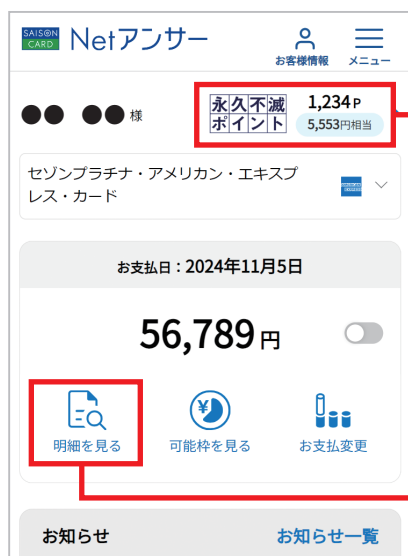 SAISON CARD Netアンサー
お客様情報 メニュー
●● ●● 様
永久不滅ポイント 1,234 P
5,553円相当
セゾンプラチナ・アメリカン・エキスプ
レス・カード
お支払日：2024年11月5日
56,789 円
明細を見る 可能枠を見る お支払変更
お知らせ お知らせ一覧